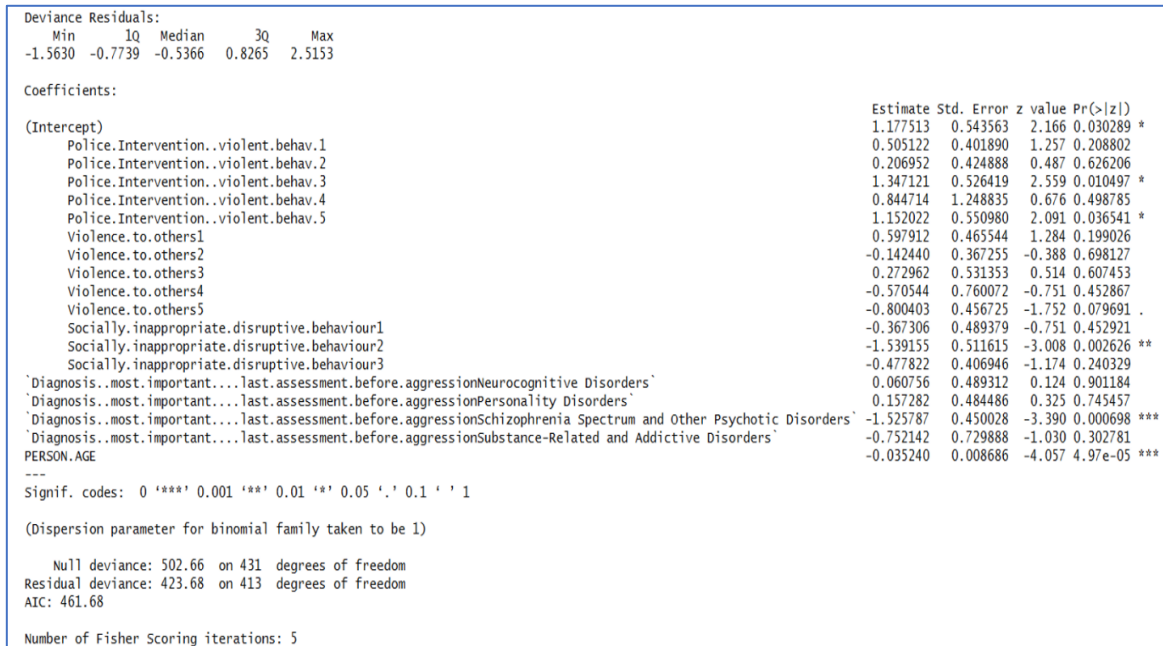 Deviance Residuals:
Min 1Q Median 3Q Max
-1.5630 -0.7739 -0.5366 0.8265 2.5153
Coefficients:
Estimate Std. Error z value Pr(>|z|)
(Intercept) 1.177513 0.543563 2.166 0.030289 *
Police.Intervention..violent.behav.1 0.505122 0.401890 1.257 0.208802
Police.Intervention..violent.behav.2 0.206952 0.424888 0.487 0.626206
Police.Intervention..violent.behav.3 1.347121 0.526419 2.559 0.010497 *
Police.Intervention..violent.behav.4 0.844714 1.248835 0.676 0.498785
Police.Intervention..violent.behav.5 1.152022 0.550980 2.091 0.036541 *
Violence.to.others1 0.597912 0.465544 1.284 0.199026
Violence.to.others2 -0.142440 0.367255 -0.388 0.698127
Violence.to.others3 0.272962 0.531353 0.514 0.607453
Violence.to.others4 -0.570544 0.760072 -0.751 0.452867
Violence.to.others5 -0.800403 0.456725 -1.752 0.079691 .
Socially.inappropriate.disruptive.behaviour1 -0.367306 0.489379 -0.751 0.452921
Socially.inappropriate.disruptive.behaviour2 -1.539155 0.511615 -3.008 0.002626 **
Socially.inappropriate.disruptive.behaviour3 -0.477822 0.406946 -1.174 0.240329
`Diagnosis..most.important....last.assessment.before.aggressionNeurocognitive Disorders` 0.060756 0.489312 0.124 0.901184
`Diagnosis..most.important....last.assessment.before.aggressionPersonality Disorders` 0.157282 0.484486 0.325 0.745457
`Diagnosis..most.important....last.assessment.before.aggressionSchizophrenia Spectrum and Other Psychotic Disorders` -1.525787 0.450028 -3.390 0.000698 ***
`Diagnosis..most.important....last.assessment.before.aggressionSubstance-Related and Addictive Disorders` -0.752142 0.729888 -1.030 0.302781
PERSON.AGE -0.035240 0.008686 -4.057 4.97e-05 ***
---
Signif. codes: 0 ‘***’ 0.001 ‘**’ 0.01 ‘*’ 0.05 ‘.’ 0.1 ‘ ’ 1
(Dispersion parameter for binomial family taken to be 1)
Null deviance: 502.66 on 431 degrees of freedom
Residual deviance: 423.68 on 413 degrees of freedom
AIC: 461.68
Number of Fisher Scoring iterations: 5